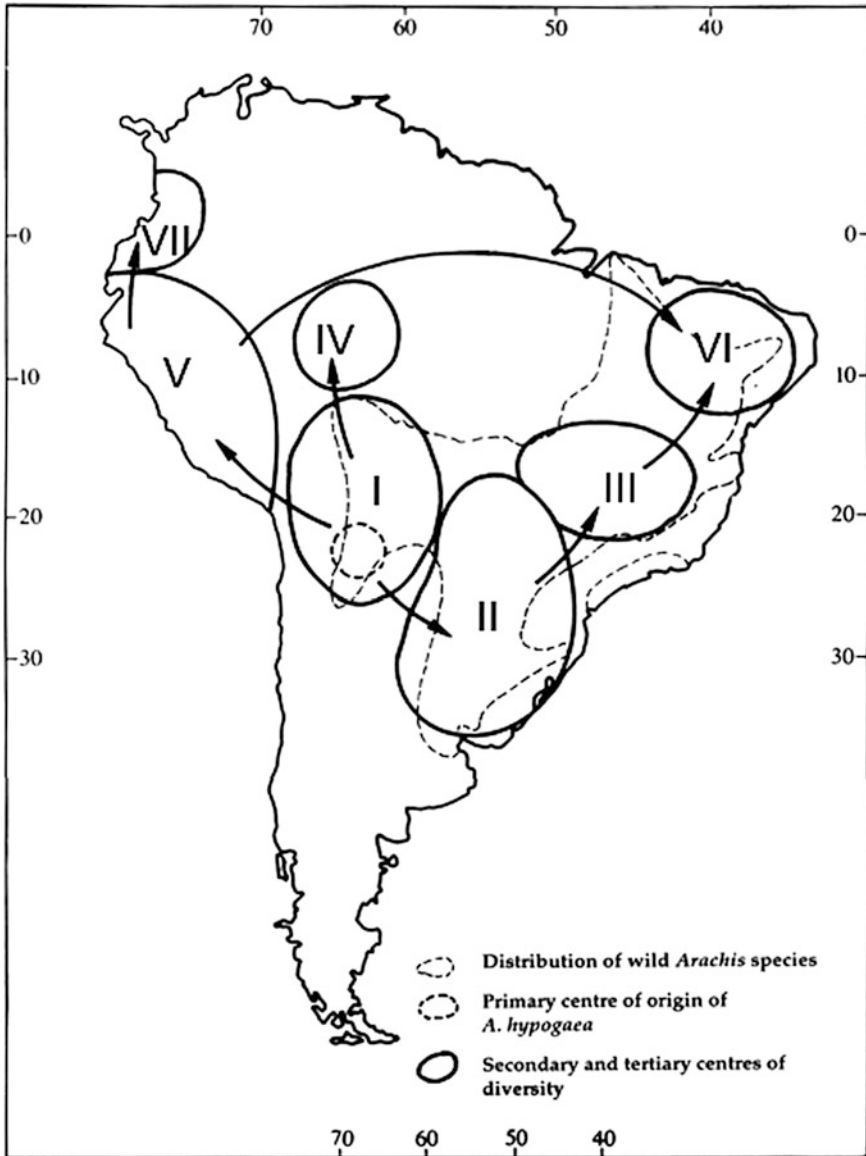 70 60 50 40
VII
0 0
IV
V VI
10 10
I
III
20 20
II
30 30
Distribution of wild Arachis species
Primary centre of origin of
A. hypogaea
Secondary and tertiary centres of
diversity
70 60 50 40